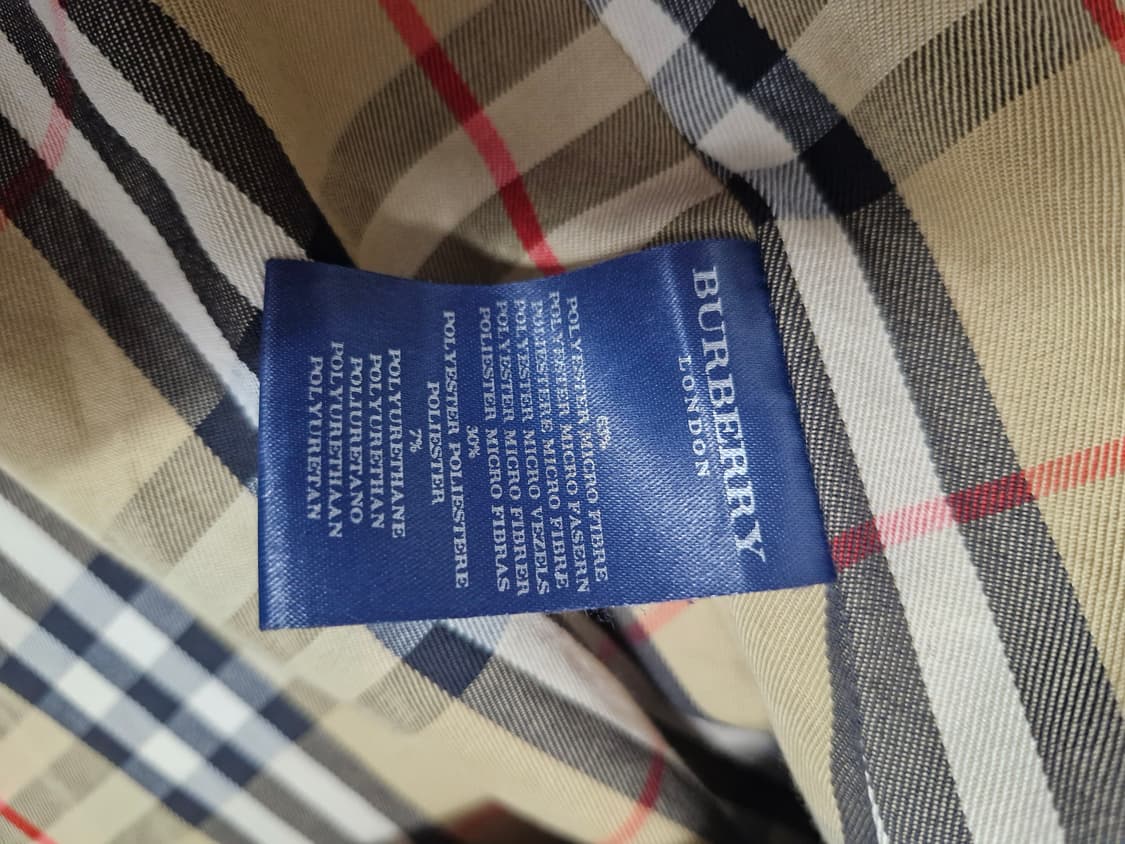 BURBERRY
LONDON
63%
POLYESTER MICRO FIBRE
POLYESTER MICRO FASERN
POLIESTERE MICRO FIBRE
POLYESTER MICRO VEZELS
POLYESTER MICRO FIBRER
POLIESTER MICRO FIBRAS
30%
POLYESTER POLIESTERE
POLIESTER
7%
POLYURETHANE
POLYURETHAN
POLIURETANO
POLYURETHAAN
POLYURETAN